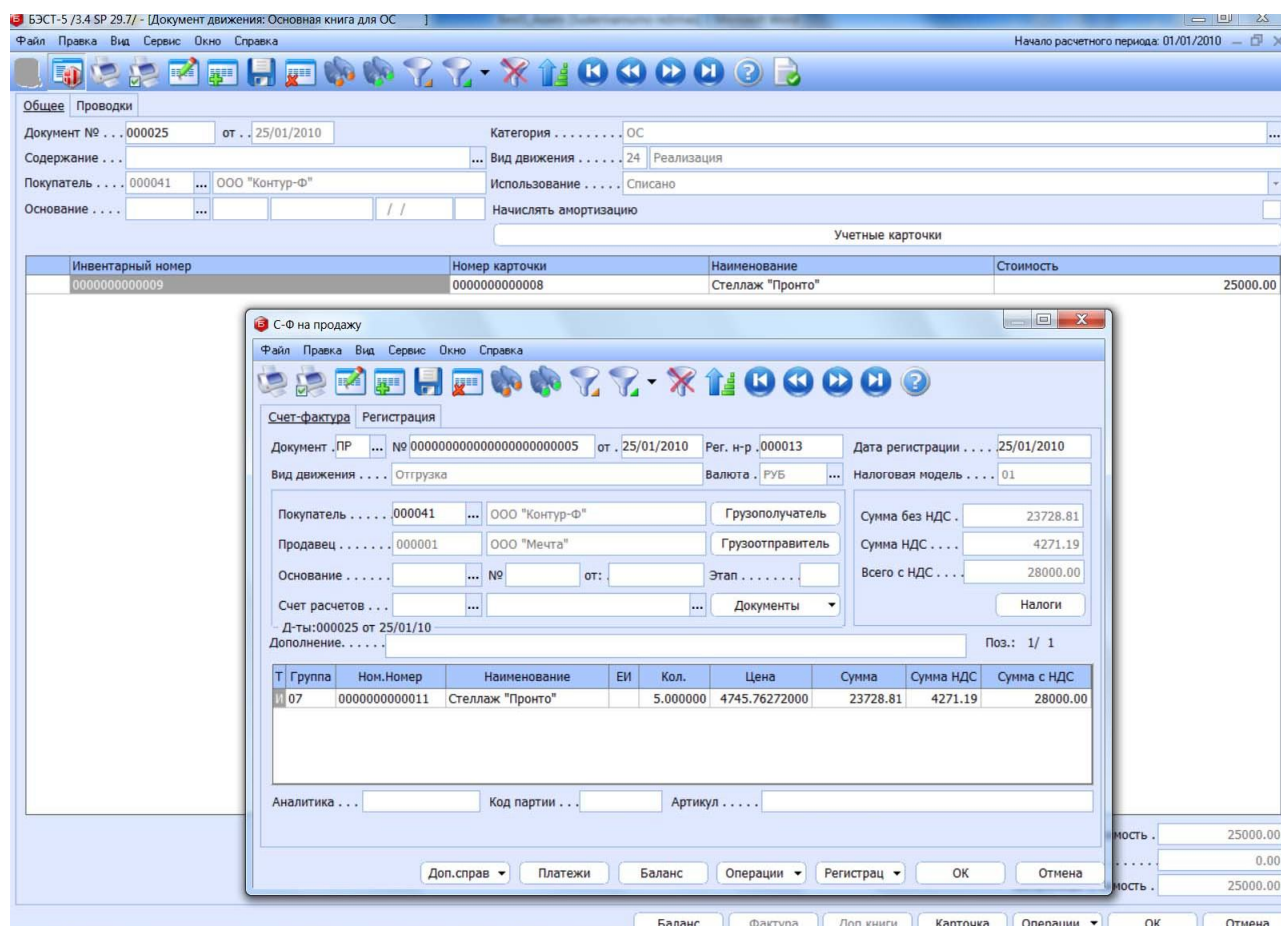 БЭСТ-5 /3.4 SP 29.7/ - [Документ движения: Основная книга для ОС ]
Файл Правка Вид Сервис Окно Справка Начало расчетного периода: 01/01/2010
Общее Проводки
Документ № . . . 000025 от . . 25/01/2010 Категория . . . . . . . . . ОС ...
Содержание . . . ... Вид движения . . . . . . 24 Реализация
Покупатель . . . . 000041 ... ООО "Контур-Ф" Использование . . . . . Списано
Основание . . . . ... / / Начислять амортизацию
Учетные карточки
Инвентарный номер Номер карточки Наименование Стоимость
0000000000009 0000000000008 Стеллаж "Пронто" 25000.00
С-Ф на продажу
Файл Правка Вид Сервис Окно Справка
Счет-фактура Регистрация
Документ . ПР ... № 0000000000000000000000005 от . 25/01/2010 Рег. н-р . 000013 Дата регистрации . . . . . 25/01/2010
Вид движения . . . . Отгрузка Валюта . РУБ ... Налоговая модель . . . . 01
Покупатель . . . . . . 000041 ... ООО "Контур-Ф" Грузополучатель Сумма без НДС . 23728.81
Продавец . . . . . . . 000001 ООО "Мечта" Грузоотправитель Сумма НДС . . . . 4271.19
Основание . . . . . . ... № от: . Этап . . . . . . . . Всего с НДС . . . . 28000.00
Счет расчетов . . . ... ... Документы Налоги
Д-ты:000025 от 25/01/10
Дополнение. . . . . . Поз.: 1/ 1
Т Группа Ном.Номер Наименование ЕИ Кол. Цена Сумма Сумма НДС Сумма с НДС
И 07 0000000000011 Стеллаж "Пронто" 5.000000 4745.76272000 23728.81 4271.19 28000.00
Аналитика . . . Код партии . . . Артикул . . . . .
мость . 25000.00
. . . . . . 0.00
Доп.справ Платежи Баланс Операции Регистрац ОК Отмена
мость . 25000.00
Баланс Фактура Доп.книги Карточка Операции ОК Отмена